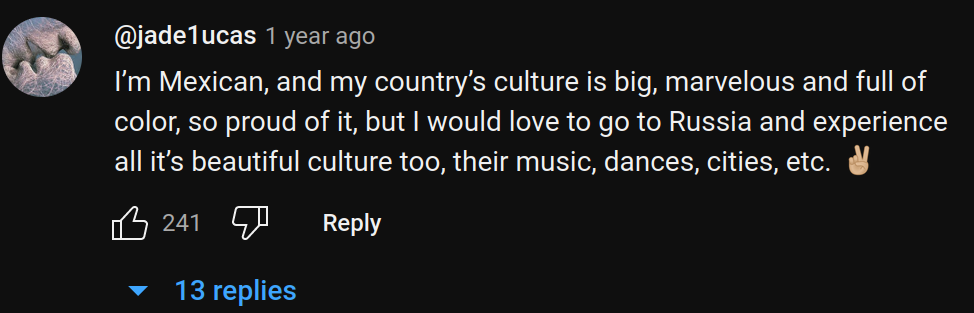 @jade1ucas 1 year ago
I’m Mexican, and my country’s culture is big, marvelous and full of
color, so proud of it, but I would love to go to Russia and experience
all it’s beautiful culture too, their music, dances, cities, etc. ✌🏼
241 Reply
13 replies